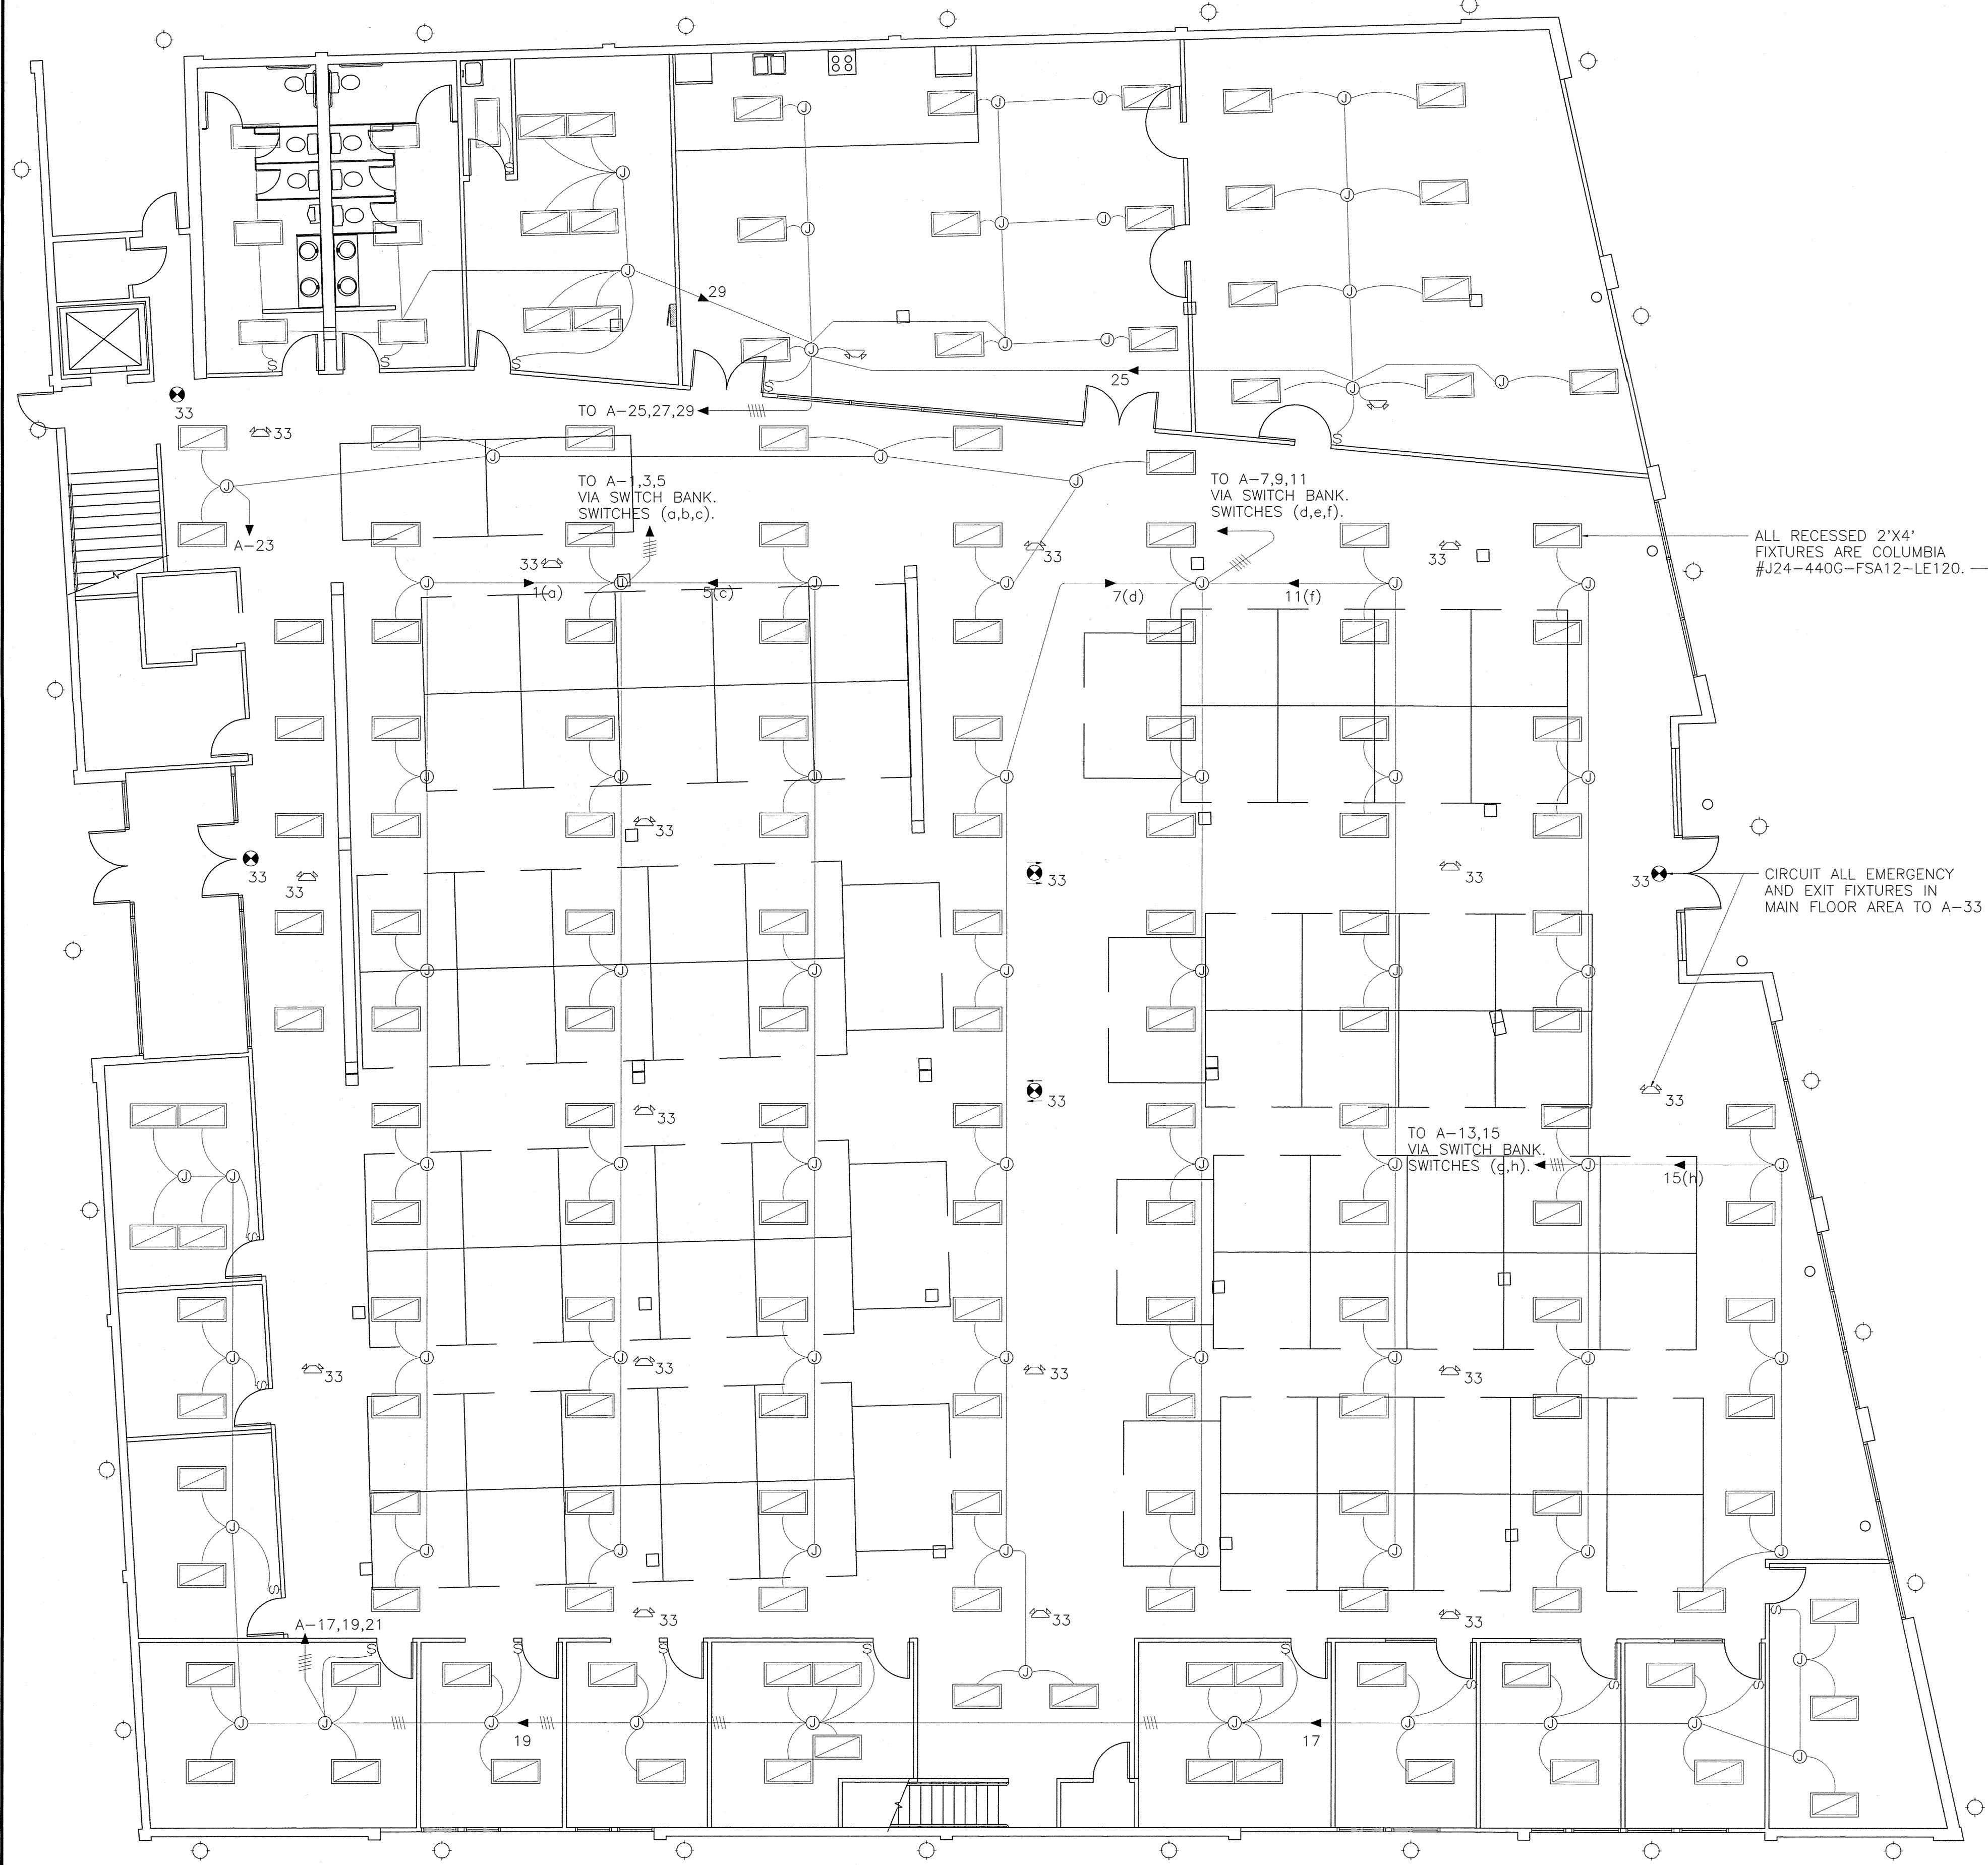 29
25
TO A-25,27,29
33
33
TO A-1,3,5
VIA SWITCH BANK.
SWITCHES (a,b,c).
TO A-7,9,11
VIA SWITCH BANK.
SWITCHES (d,e,f).
A-23
33
33
33
ALL RECESSED 2'X4'
FIXTURES ARE COLUMBIA
#J24-440G-FSA12-LE120.
1(a)
5(c)
7(d)
11(f)
33
33
33
33
33
33
33
CIRCUIT ALL EMERGENCY
AND EXIT FIXTURES IN
MAIN FLOOR AREA TO A-33
33
33
33
TO A-13,15
VIA SWITCH BANK.
SWITCHES (g,h).
15(h)
33
33
33
33
33
33
33
A-17,19,21
19
17